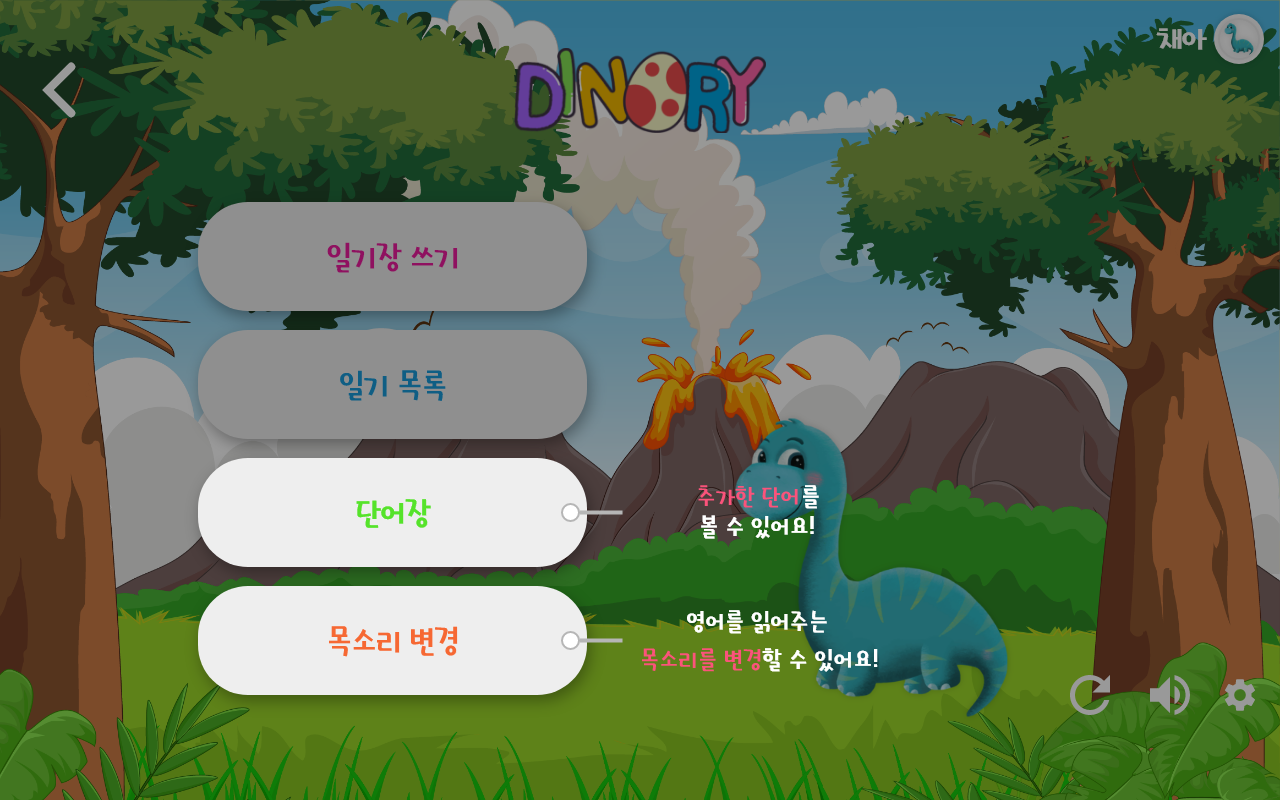 채아
DINORY
일기장 쓰기
일기 목록
단어장
추가한 단어를
볼 수 있어요!
목소리 변경
영어를 읽어주는
목소리를 변경할 수 있어요!